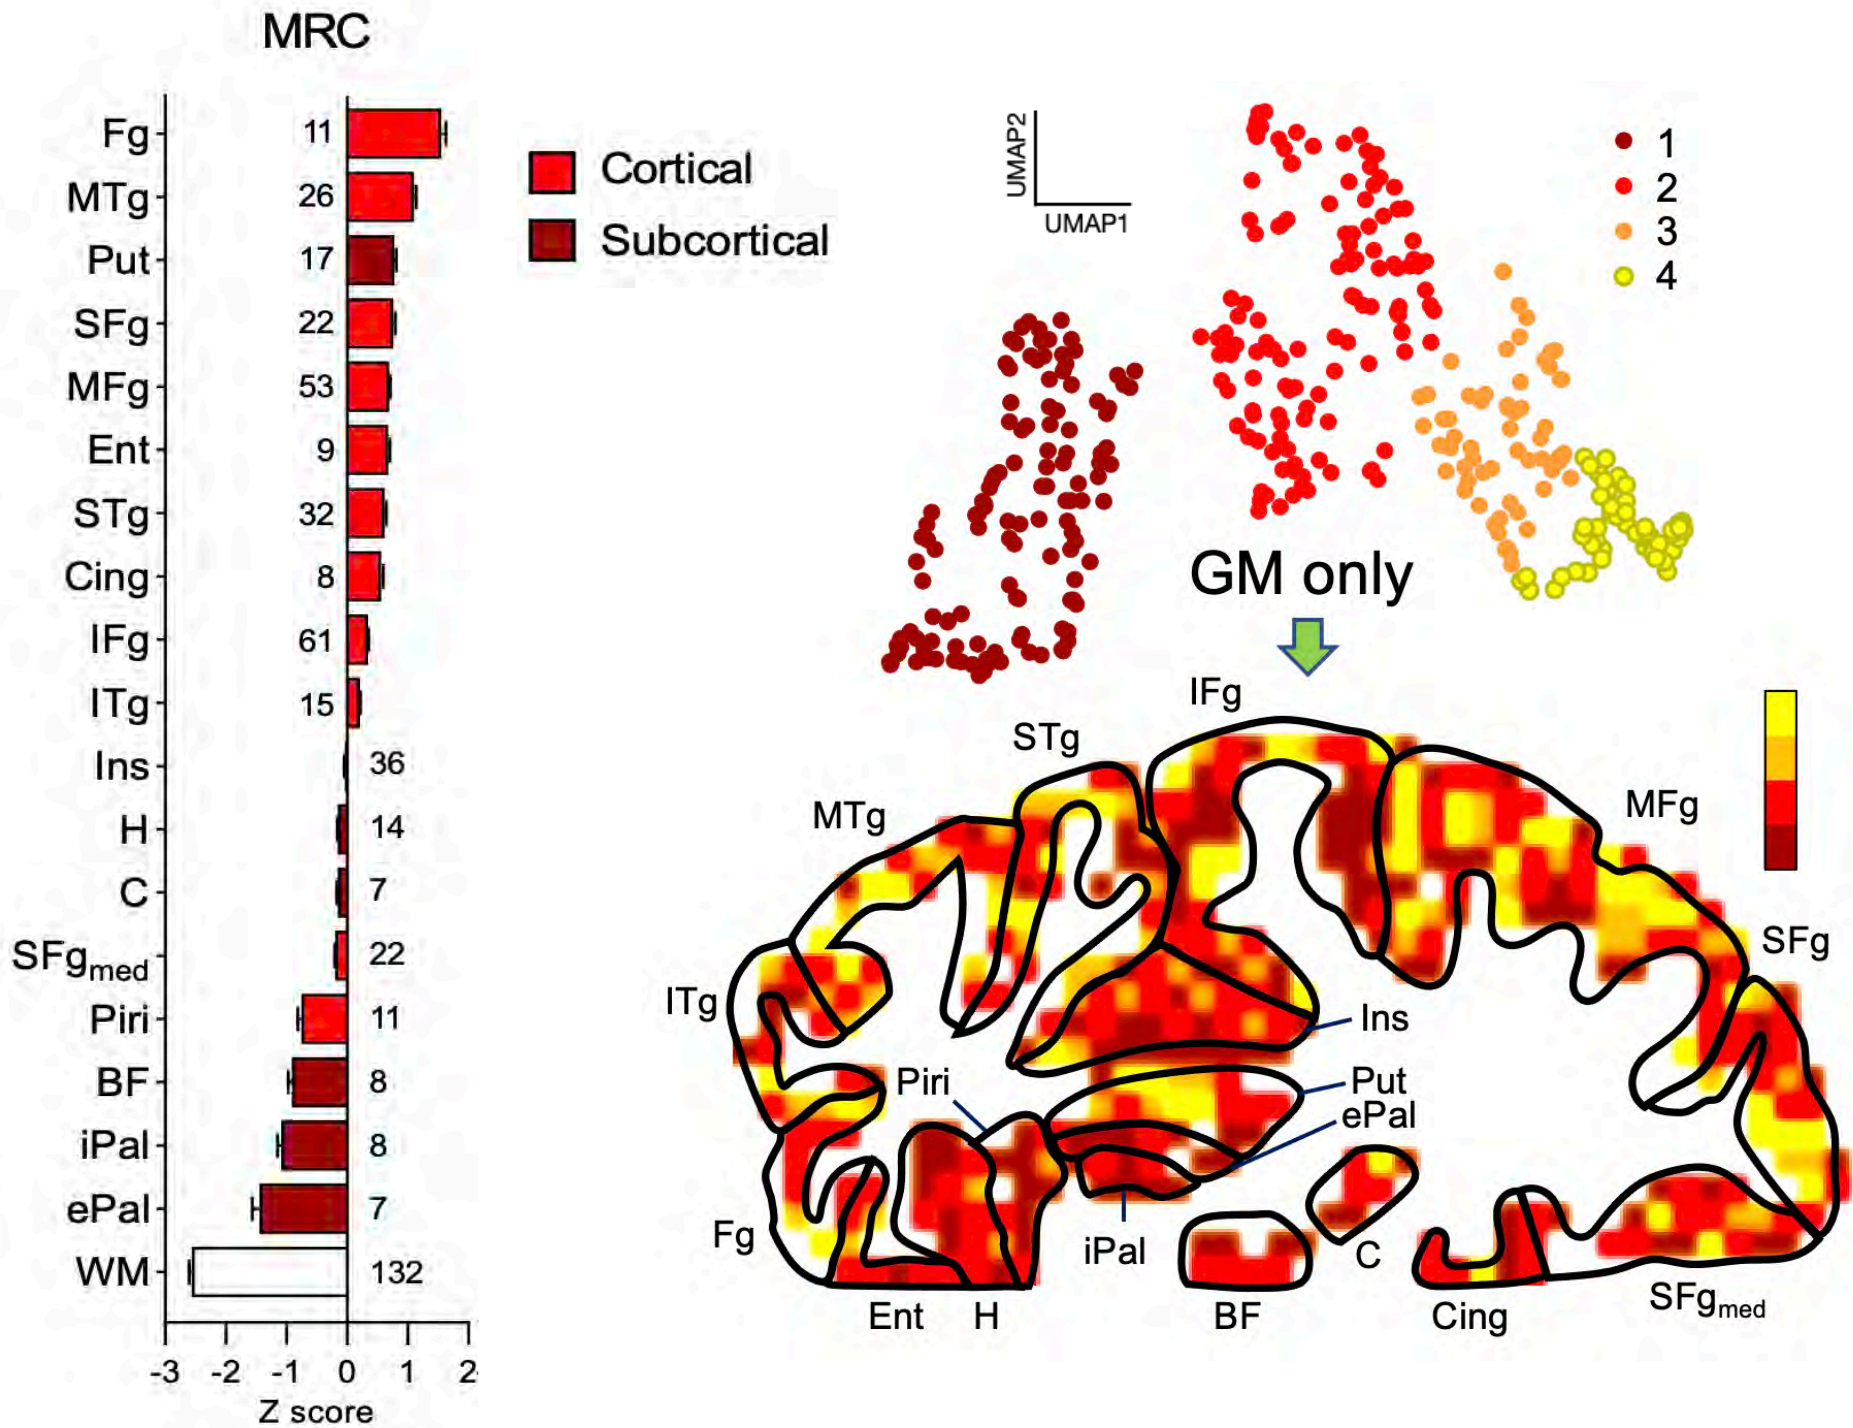 MRC
Fg 11
MTg 26
Put 17
SFg 22
MFg 53
Ent 9
STg 32
Cing 8
IFg 61
ITg 15
Ins 36
H 14
C 7
SFgmed 22
Piri 11
BF 8
iPal 8
ePal 7
WM 132
-3 -2 -1 0 1 2
Z score
Cortical
Subcortical
UMAP2
UMAP1
1
2
3
4
GM only
IFg
STg
MTg
MFg
SFg
ITg
Ins
Piri
Put
ePal
Fg
iPal
C
Ent H BF Cing SFgmed